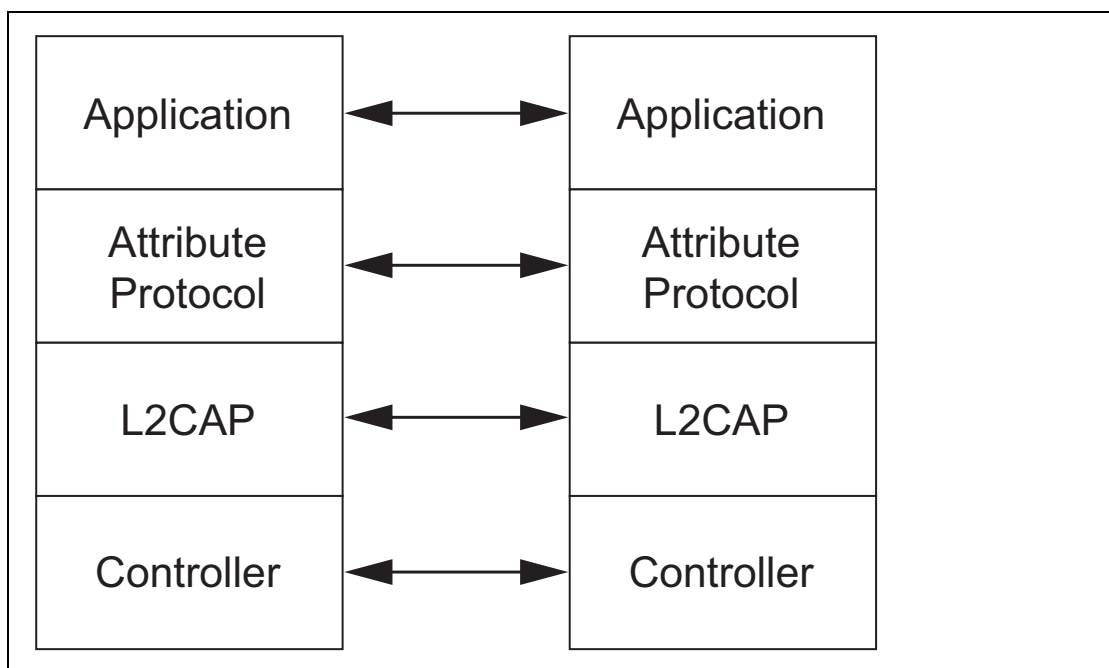 Application
Application
Attribute
Protocol
Attribute
Protocol
L2CAP
L2CAP
Controller
Controller